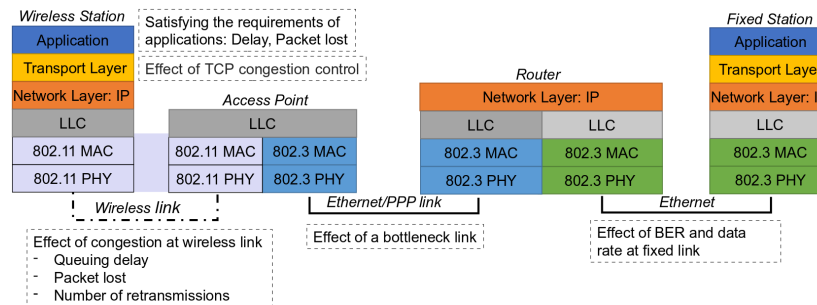 Wireless Station
Application
Transport Layer
Network Layer: IP
LLC
802.11 MAC
802.11 PHY
Satisfying the requirements of
applications: Delay, Packet lost
Effect of TCP congestion control
Access Point
LLC
802.11 MAC
802.3 MAC
802.11 PHY
802.3 PHY
Router
Network Layer: IP
LLC
LLC
802.3 MAC
802.3 MAC
802.3 PHY
802.3 PHY
Fixed Station
Application
Transport Laye
Network Layer: I
LLC
802.3 MAC
802.3 PHY
Wireless link
Ethernet/PPP link
Ethernet
Effect of congestion at wireless link
- Queuing delay
- Packet lost
- Number of retransmissions
Effect of a bottleneck link
Effect of BER and data
rate at fixed link